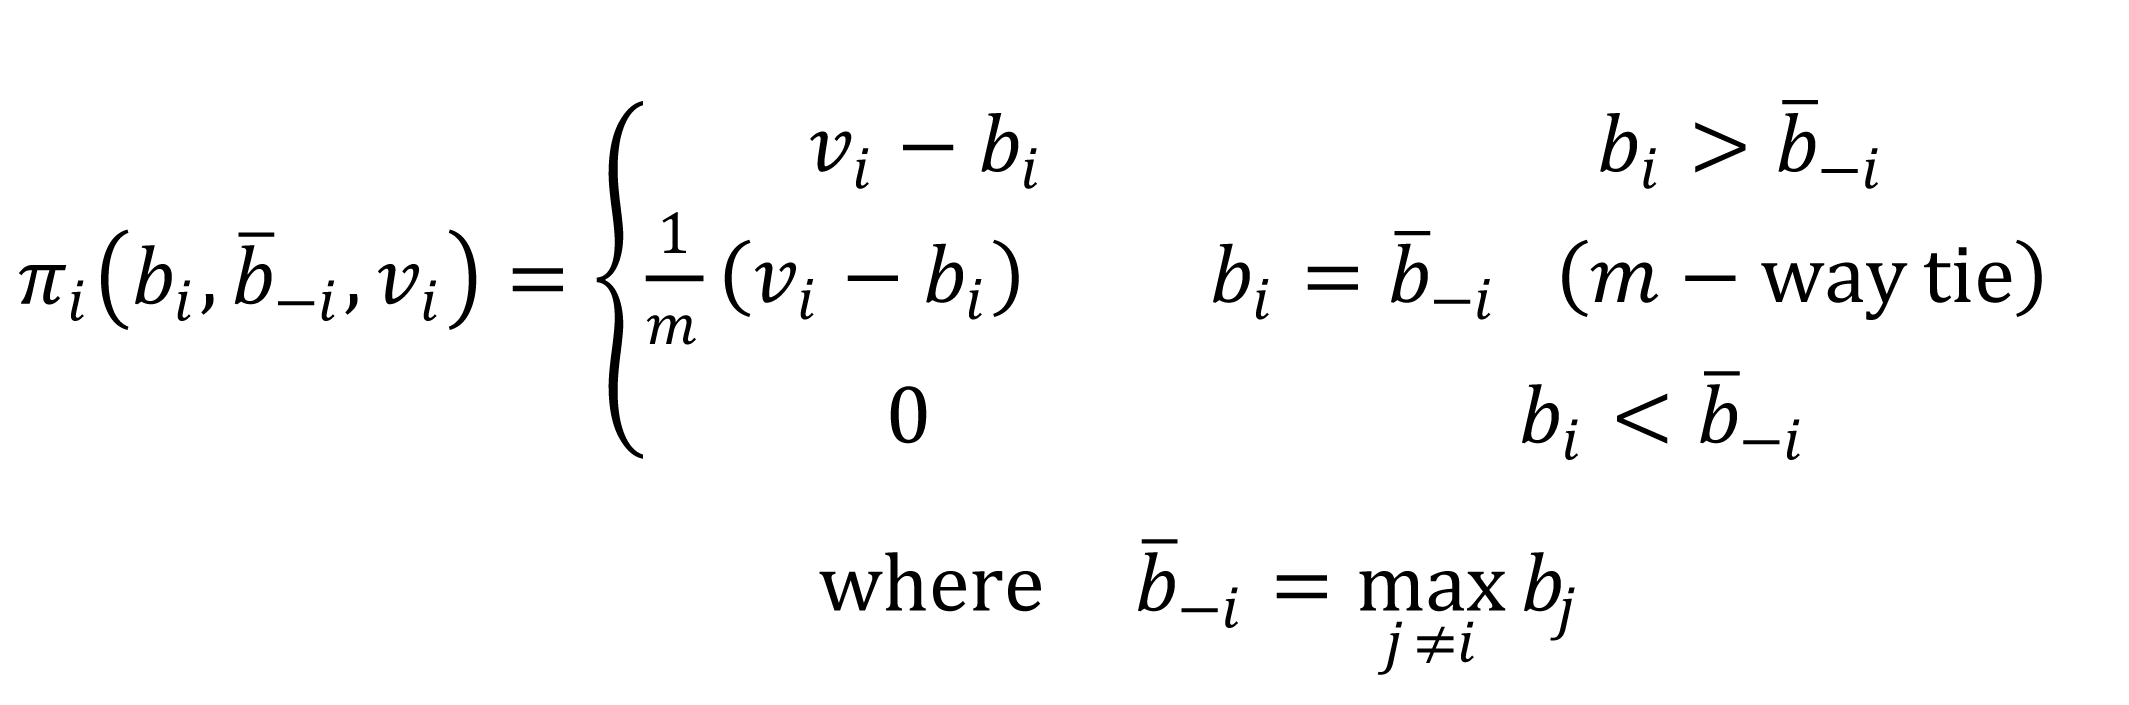 π_i(b_i, b̄_{−i}, v_i) = { v_i − b_i    b_i > b̄_{−i}
1/m (v_i − b_i)    b_i = b̄_{−i}    (m − way tie)
0    b_i < b̄_{−i}
where    b̄_{−i} = max_{j ≠ i} b_j